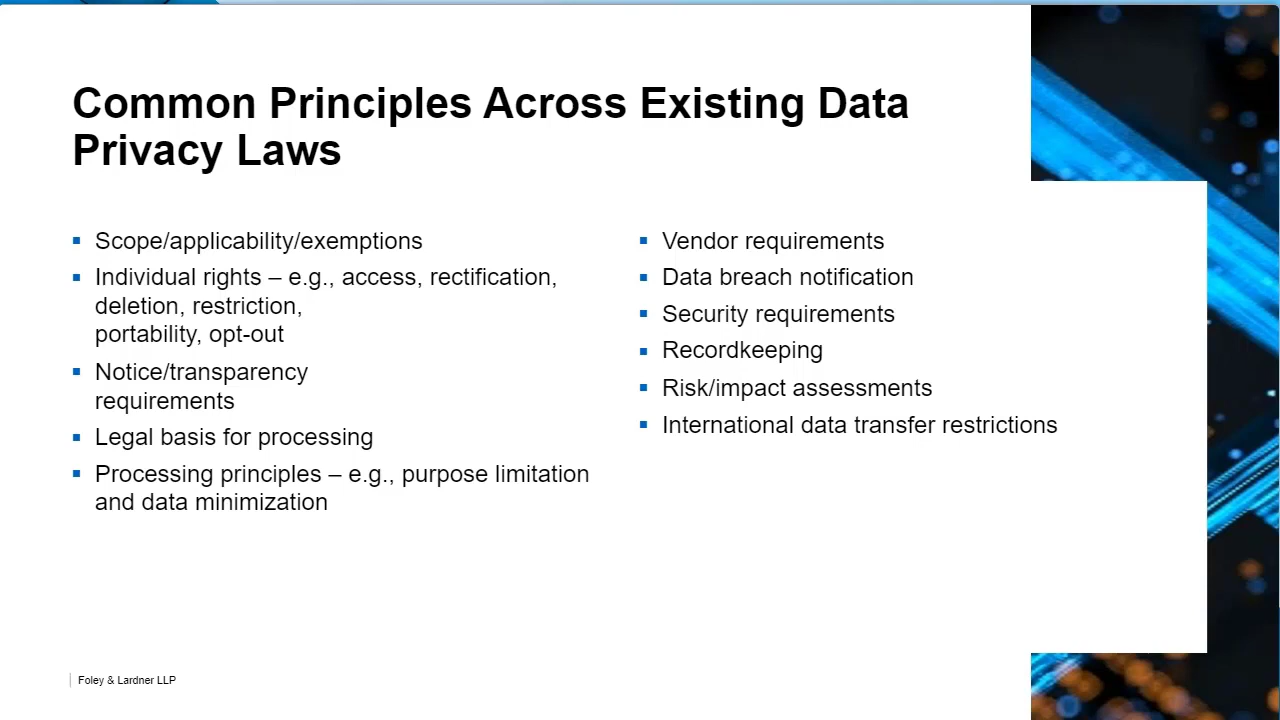 Common Principles Across Existing Data
Privacy Laws
▪ Scope/applicability/exemptions
▪ Individual rights – e.g., access, rectification,
deletion, restriction,
portability, opt-out
▪ Notice/transparency
requirements
▪ Legal basis for processing
▪ Processing principles – e.g., purpose limitation
and data minimization
▪ Vendor requirements
▪ Data breach notification
▪ Security requirements
▪ Recordkeeping
▪ Risk/impact assessments
▪ International data transfer restrictions
Foley & Lardner LLP